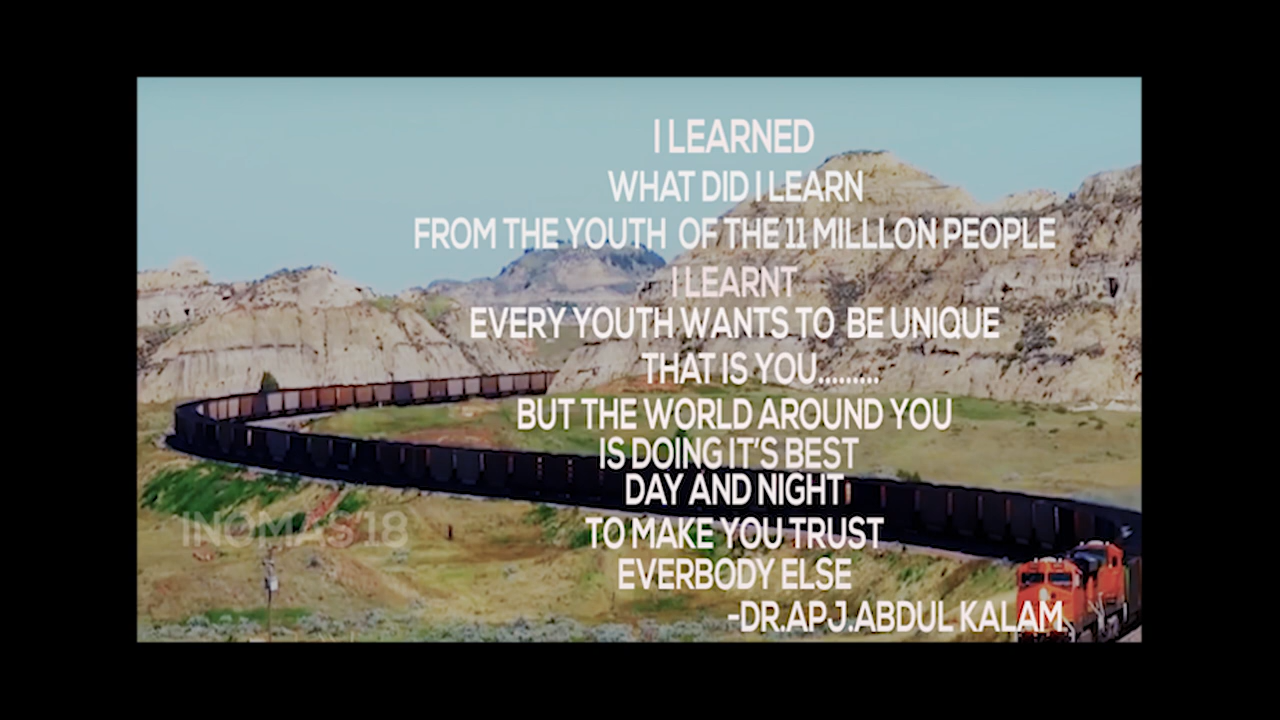 I LEARNED
WHAT DID I LEARN
FROM THE YOUTH OF THE 11 MILLLON PEOPLE
I LEARNT
EVERY YOUTH WANTS TO BE UNIQUE
THAT IS YOU.........
BUT THE WORLD AROUND YOU
IS DOING IT'S BEST
DAY AND NIGHT
TO MAKE YOU TRUST
EVERBODY ELSE
-DR.APJ.ABDUL KALAM
INOMAS'18